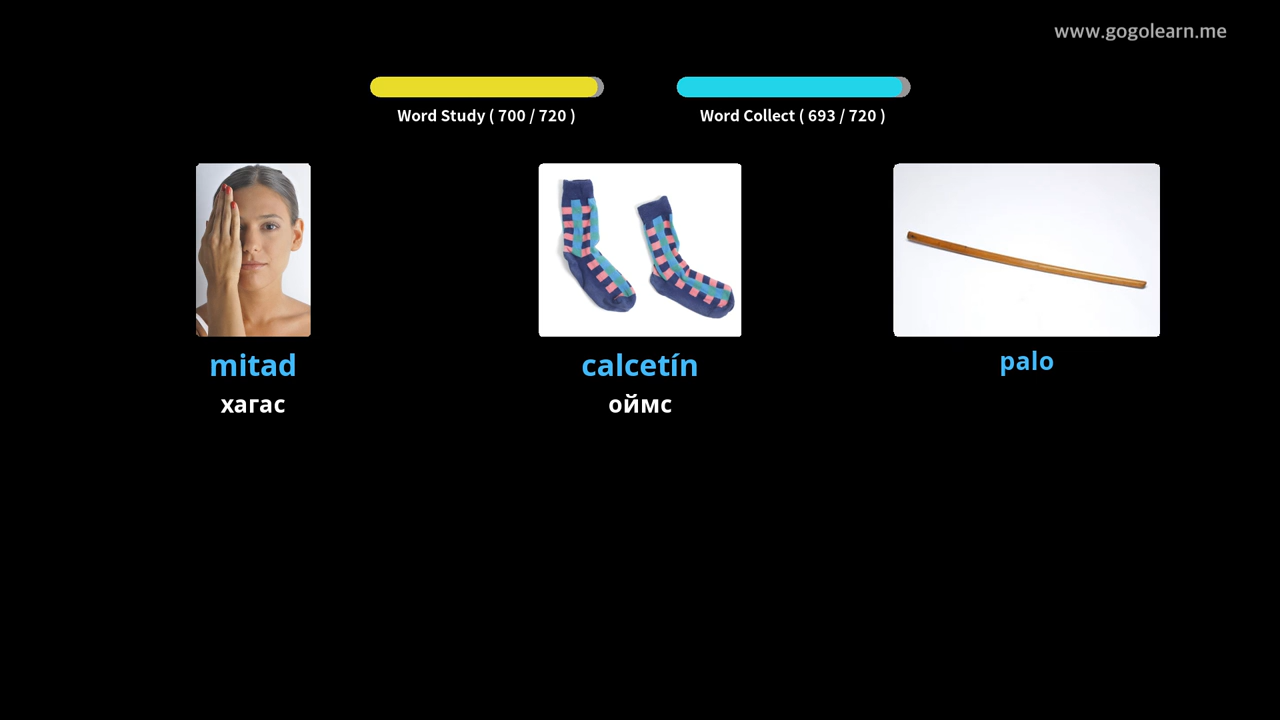 www.gogolearn.me
Word Study ( 700 / 720 )
Word Collect ( 693 / 720 )
mitad
calcetín
palo
хагас
оймс